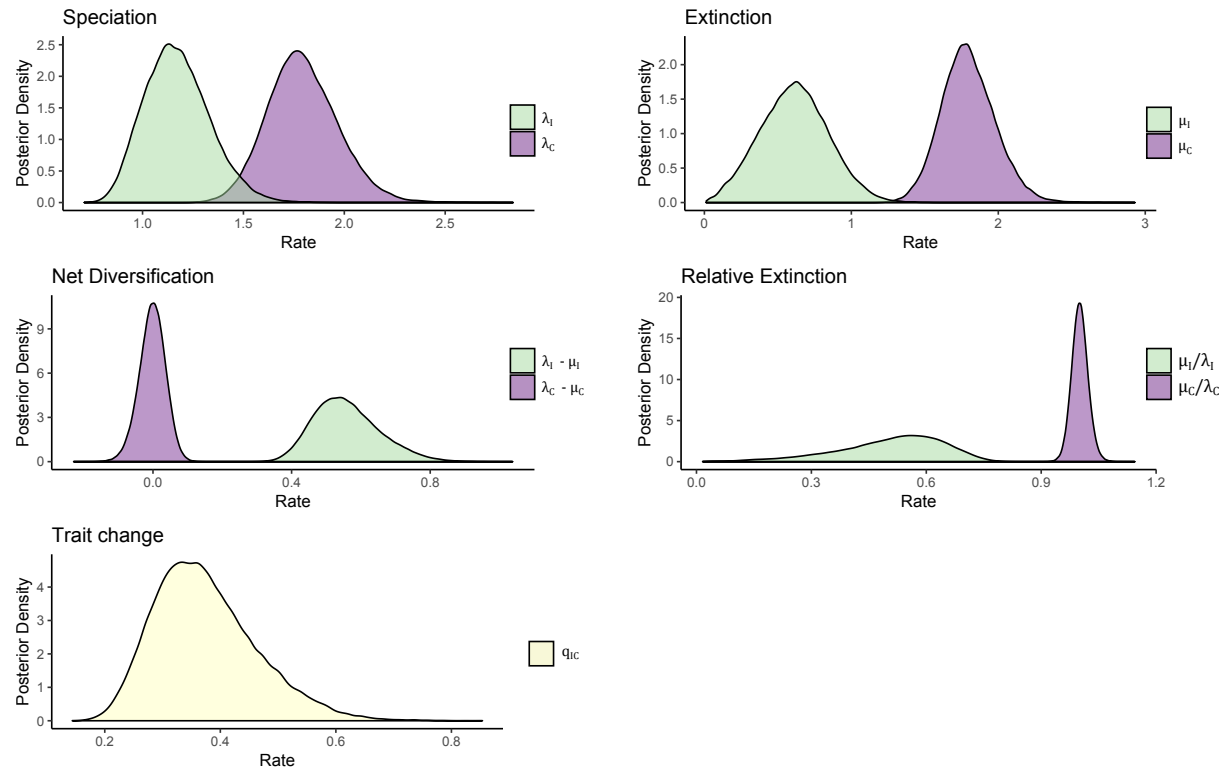 Speciation
Posterior Density
2.5
2.0
1.5
1.0
0.5
0.0
1.0 1.5 2.0 2.5
Rate
λI
λC
Extinction
Posterior Density
2.0
1.5
1.0
0.5
0.0
0 1 2 3
Rate
μI
μC
Net Diversification
Posterior Density
9
6
3
0
0.0 0.4 0.8
Rate
λI - μI
λC - μC
Relative Extinction
Posterior Density
20
15
10
5
0
0.0 0.3 0.6 0.9 1.2
Rate
μI/λI
μC/λC
Trait change
Posterior Density
4
3
2
1
0
0.2 0.4 0.6 0.8
Rate
qIC